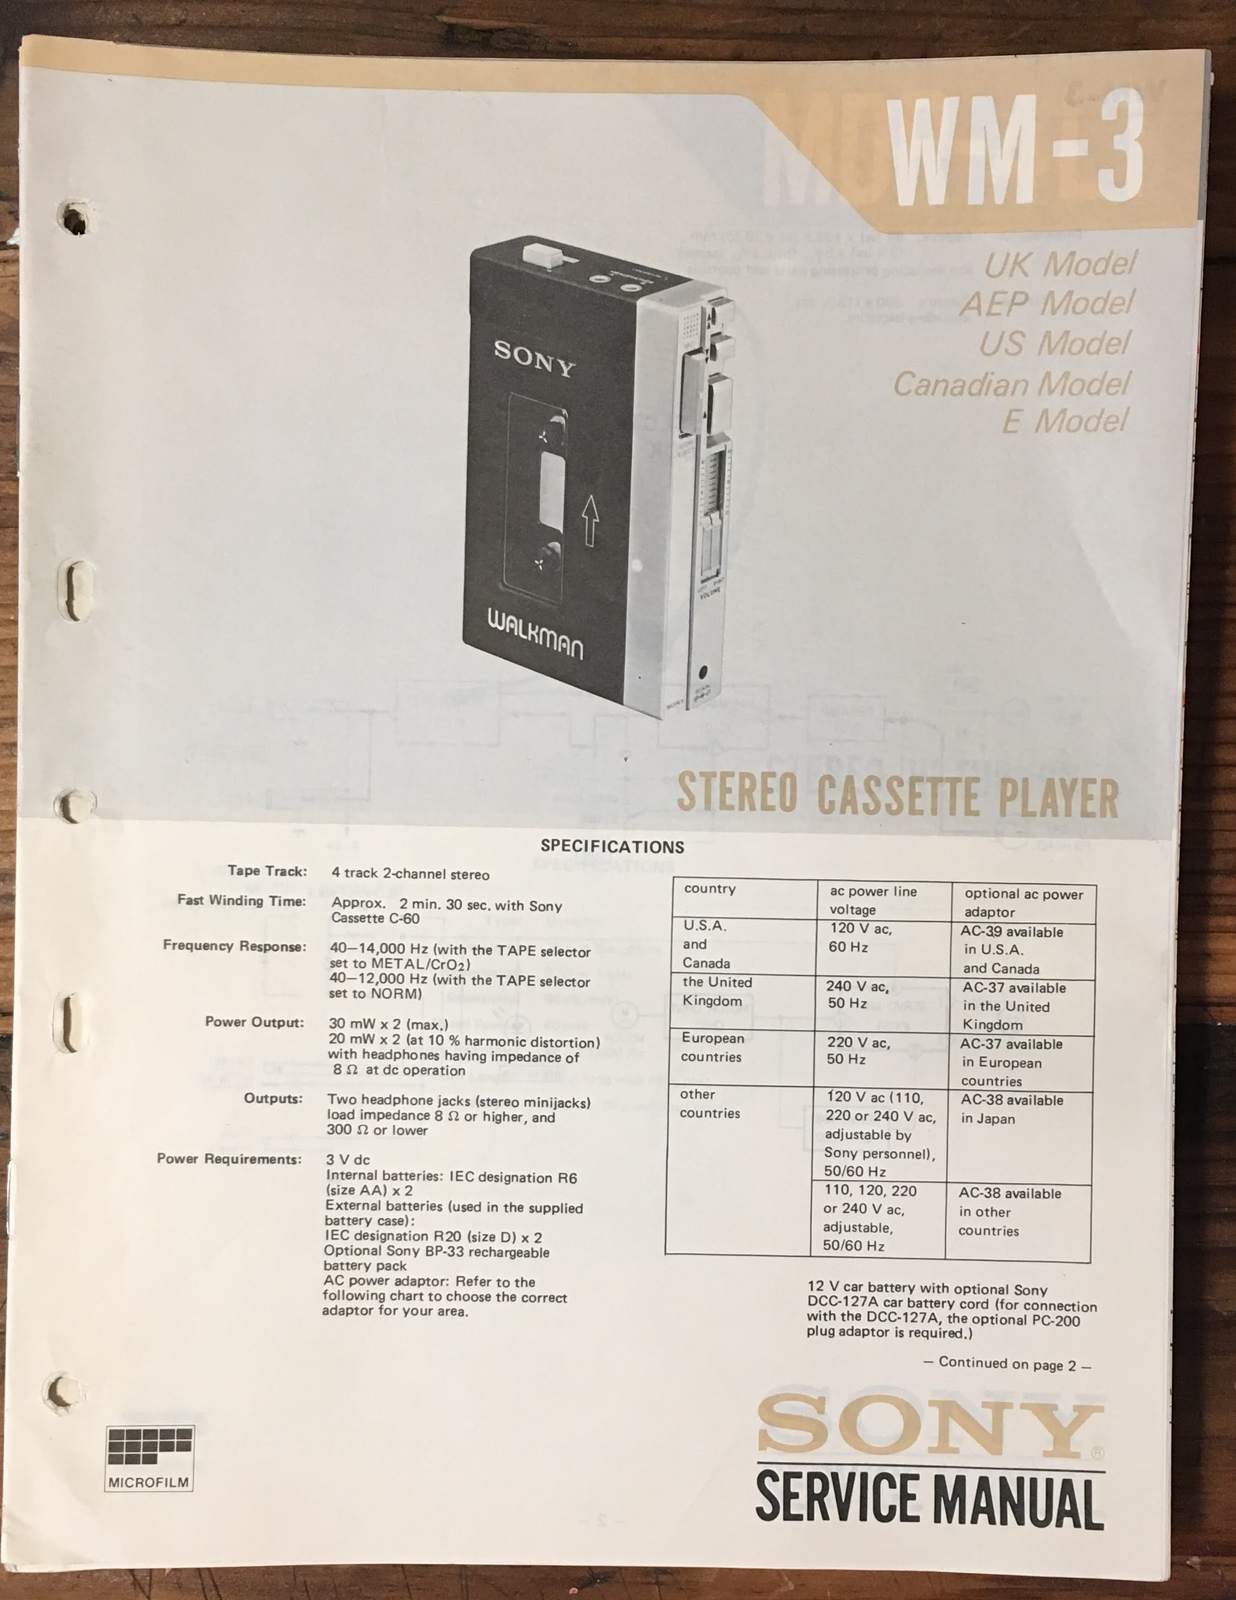 WM-3
UK Model
AEP Model
US Model
Canadian Model
E Model
SONY
WALKMAN
VOLUME
STEREO CASSETTE PLAYER
SPECIFICATIONS
Tape Track: 4 track 2-channel stereo
Fast Winding Time: Approx. 2 min. 30 sec. with Sony
Cassette C-60
Frequency Response: 40—14,000 Hz (with the TAPE selector
set to METAL/CrO2)
40—12,000 Hz (with the TAPE selector
set to NORM)
Power Output: 30 mW x 2 (max.)
20 mW x 2 (at 10 % harmonic distortion)
with headphones having impedance of
8 Ω at dc operation
Outputs: Two headphone jacks (stereo minijacks)
load impedance 8 Ω or higher, and
300 Ω or lower
Power Requirements: 3 V dc
Internal batteries: IEC designation R6
(size AA) x 2
External batteries (used in the supplied
battery case):
IEC designation R20 (size D) x 2
Optional Sony BP-33 rechargeable
battery pack
AC power adaptor: Refer to the
following chart to choose the correct
adaptor for your area.
country ac power line optional ac power
voltage adaptor
U.S.A. 120 V ac, AC-39 available
and 60 Hz in U.S.A.
Canada and Canada
the United 240 V ac, AC-37 available
Kingdom 50 Hz in the United
Kingdom
European 220 V ac, AC-37 available
countries 50 Hz in European
countries
other 120 V ac (110, AC-38 available
countries 220 or 240 V ac, in Japan
adjustable by
Sony personnel),
50/60 Hz
110, 120, 220 AC-38 available
or 240 V ac, in other
adjustable, countries
50/60 Hz
12 V car battery with optional Sony
DCC-127A car battery cord (for connection
with the DCC-127A, the optional PC-200
plug adaptor is required.)
— Continued on page 2 —
MICROFILM
SONY®
SERVICE MANUAL